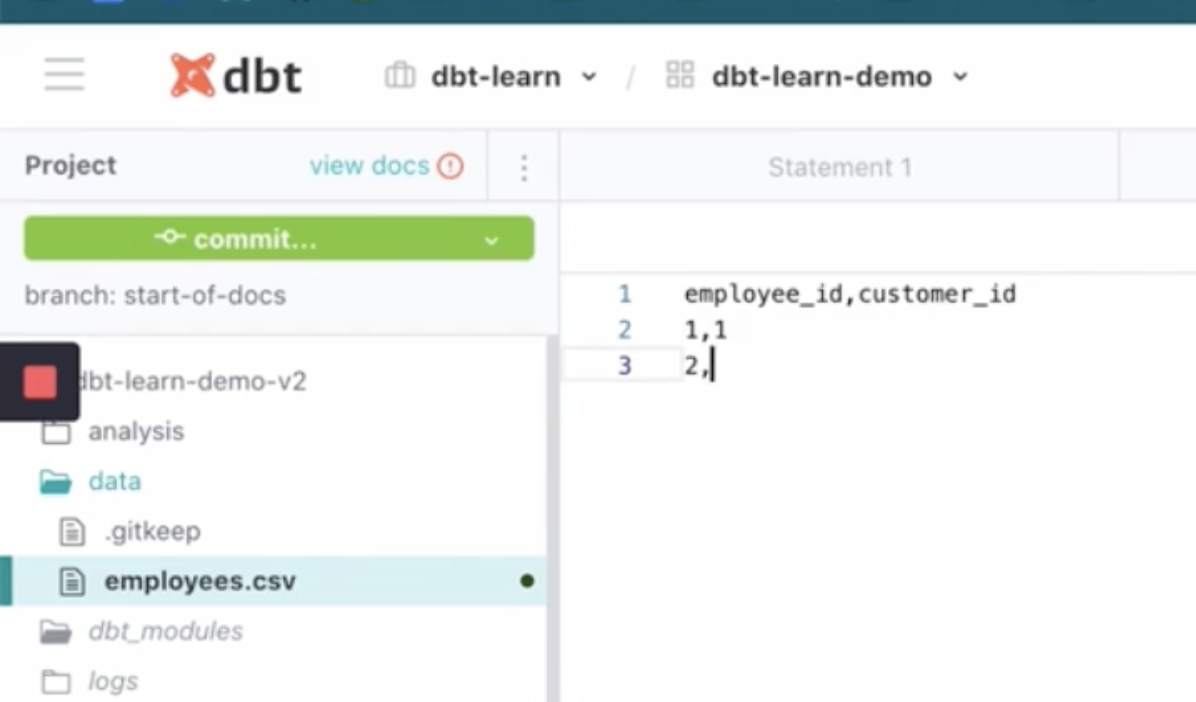 dbt dbt-learn / dbt-learn-demo
Project view docs
Statement 1
commit...
branch: start-of-docs
1 employee_id,customer_id
2 1,1
3 2,
dbt-learn-demo-v2
analysis
data
.gitkeep
employees.csv
dbt_modules
logs